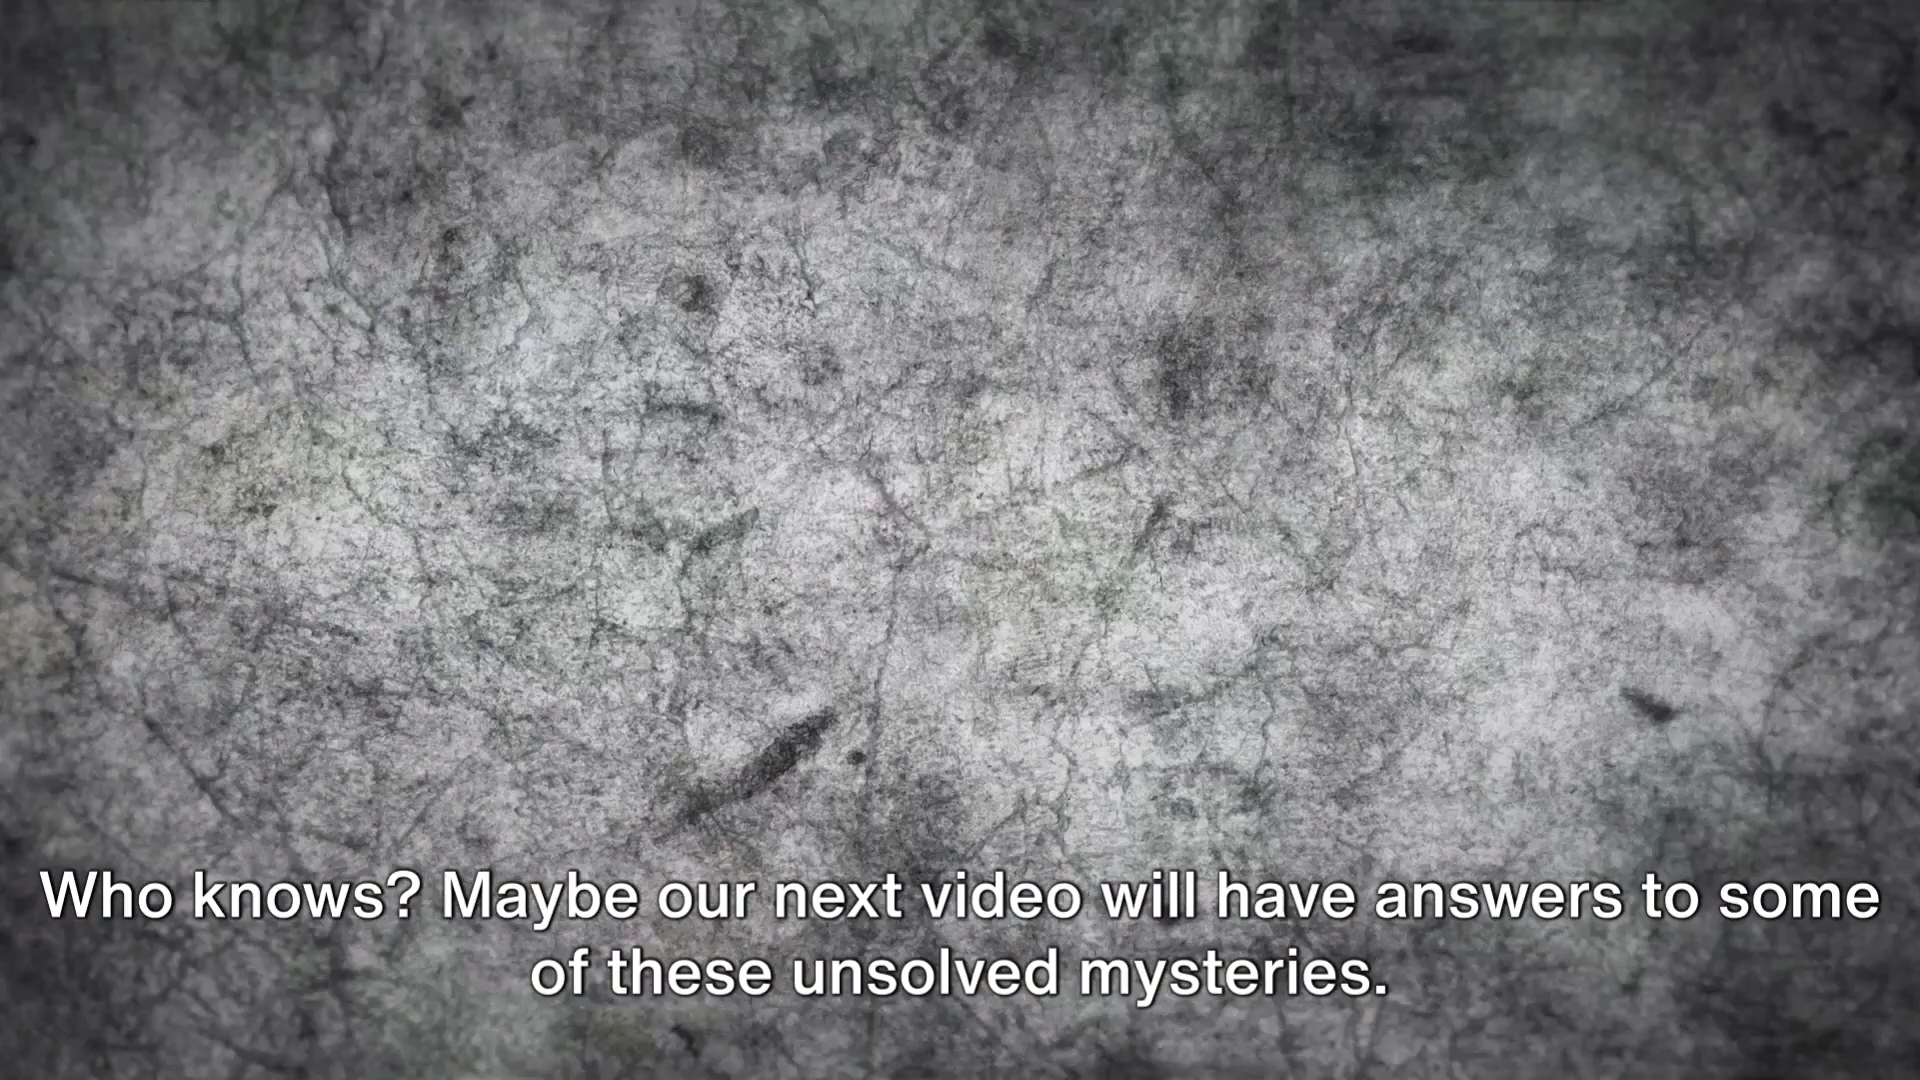 Who knows? Maybe our next video will have answers to some
of these unsolved mysteries.